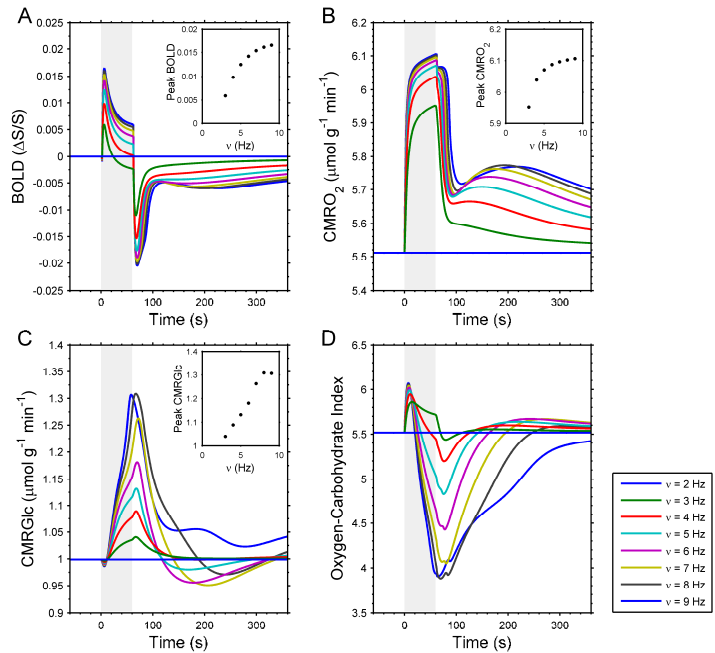 A
BOLD (ΔS/S)
0.025
0.02
0.015
0.01
0.005
0
-0.005
-0.01
-0.015
-0.02
-0.025
0
100
200
300
Time (s)
Peak BOLD
0.02
0.015
0.01
0.005
0
0
5
10
ν (Hz)
B
CMRO2 (μmol g-1 min-1)
6.2
6.1
6
5.9
5.8
5.7
5.6
5.5
5.4
0
100
200
300
Time (s)
Peak CMRO2
6.2
6.1
6
5.9
0
5
10
ν (Hz)
C
CMRGlc (μmol g-1 min-1)
1.4
1.35
1.3
1.25
1.2
1.15
1.1
1.05
1
0.95
0.9
0
100
200
300
Time (s)
Peak CMRGlc
1.4
1.3
1.2
1.1
1
0
5
10
ν (Hz)
D
Oxygen-Carbohydrate Index
6.5
6
5.5
5
4.5
4
3.5
0
100
200
300
Time (s)
ν = 2 Hz
ν = 3 Hz
ν = 4 Hz
ν = 5 Hz
ν = 6 Hz
ν = 7 Hz
ν = 8 Hz
ν = 9 Hz